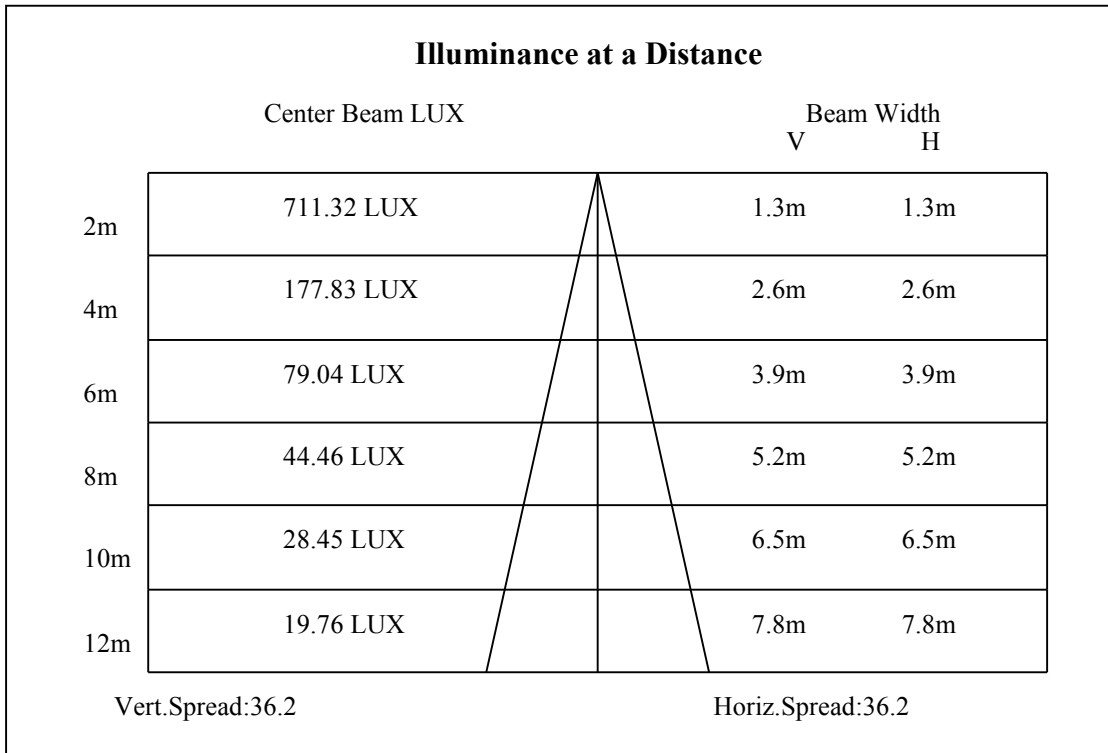 Illuminance at a Distance
Center Beam LUX Beam Width
V H
2m 711.32 LUX 1.3m 1.3m
4m 177.83 LUX 2.6m 2.6m
6m 79.04 LUX 3.9m 3.9m
8m 44.46 LUX 5.2m 5.2m
10m 28.45 LUX 6.5m 6.5m
12m 19.76 LUX 7.8m 7.8m
Vert.Spread:36.2 Horiz.Spread:36.2